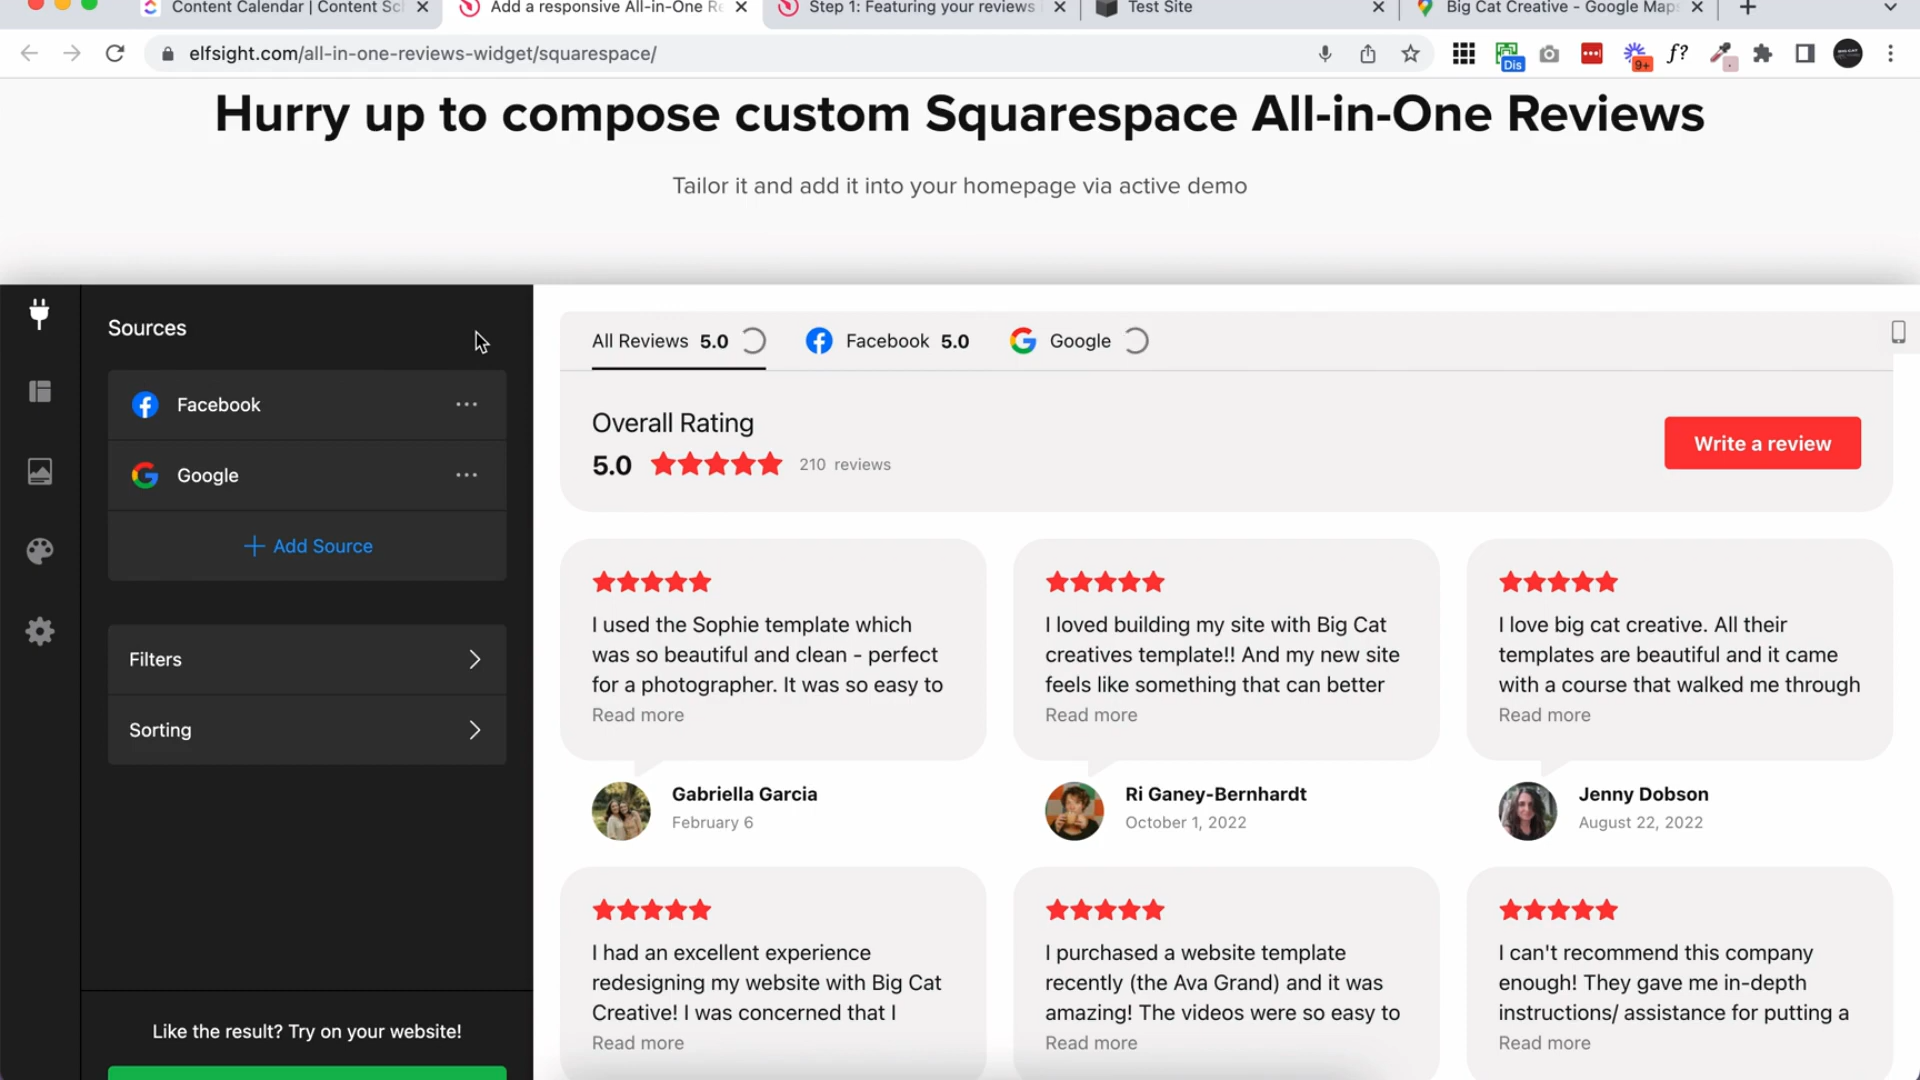 Content Calendar | Content Sc
Add a responsive All-in-One Re
Step 1: Featuring your reviews
Test Site
Big Cat Creative - Google Maps
elfsight.com/all-in-one-reviews-widget/squarespace/
Dis
9+
f?
Hurry up to compose custom Squarespace All-in-One Reviews
Tailor it and add it into your homepage via active demo
Sources
Facebook
Google
+ Add Source
Filters
Sorting
Like the result? Try on your website!
All Reviews 5.0
Facebook 5.0
Google
Overall Rating
5.0
210 reviews
Write a review
I used the Sophie template which
was so beautiful and clean - perfect
for a photographer. It was so easy to
Read more
Gabriella Garcia
February 6
I loved building my site with Big Cat
creatives template!! And my new site
feels like something that can better
Read more
Ri Ganey-Bernhardt
October 1, 2022
I love big cat creative. All their
templates are beautiful and it came
with a course that walked me through
Read more
Jenny Dobson
August 22, 2022
I had an excellent experience
redesigning my website with Big Cat
Creative! I was concerned that I
Read more
I purchased a website template
recently (the Ava Grand) and it was
amazing! The videos were so easy to
Read more
I can't recommend this company
enough! They gave me in-depth
instructions/ assistance for putting a
Read more